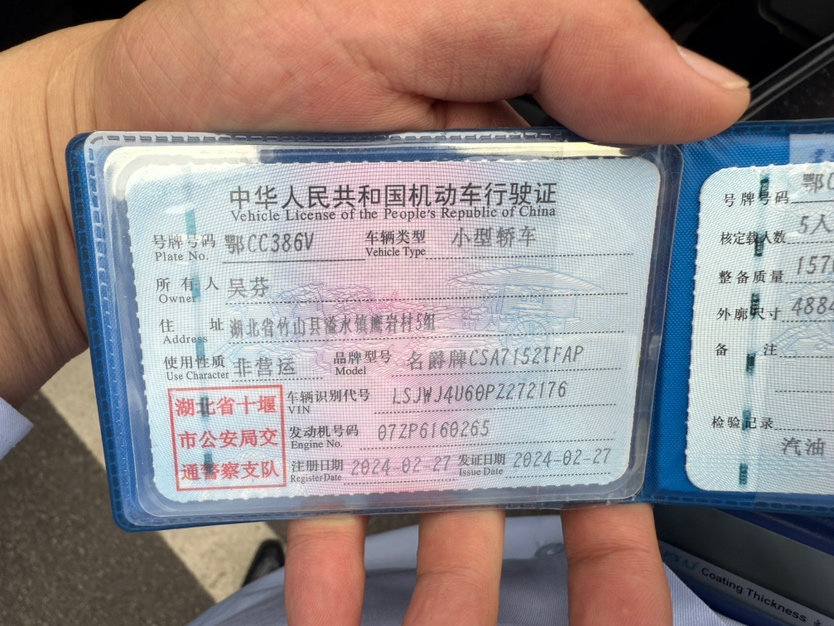 中华人民共和国机动车行驶证
Vehicle License of the People's Republic of China
号牌号码 鄂CC386V 车辆类型 小型轿车
Plate No. Vehicle Type
所有人 吴芬
Owner
住址 湖北省竹山县溢水镇鹰岩村5组
Address
使用性质 非营运 品牌型号 名爵牌CSA7152TFAP
Use Character Model
湖北省十堰
市公安局交
通警察支队
车辆识别代号 LSJWJ4U60PZ272176
VIN
发动机号码 07ZP6160265
Engine No.
注册日期 2024-02-27 发证日期 2024-02-27
Register Date Issue Date
号牌号码 鄂C
核定载人数 5人
整备质量 157
外廓尺寸 488
备注
检验记录
汽油
Coating Thickness